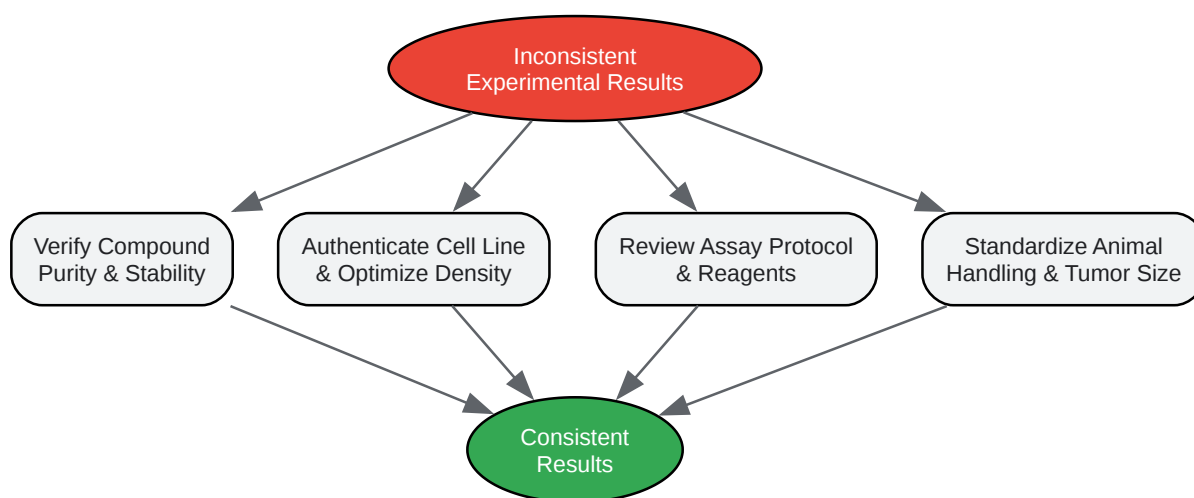 Inconsistent
Experimental Results
Verify Compound
Purity & Stability
Authenticate Cell Line
& Optimize Density
Review Assay Protocol
& Reagents
Standardize Animal
Handling & Tumor Size
Consistent
Results